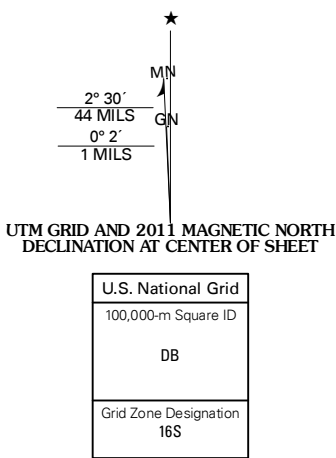 ★
MN
GN
2° 30´
44 MILS
0° 2´
1 MILS
UTM GRID AND 2011 MAGNETIC NORTH
DECLINATION AT CENTER OF SHEET
U.S. National Grid
100,000-m Square ID
DB
Grid Zone Designation
16S